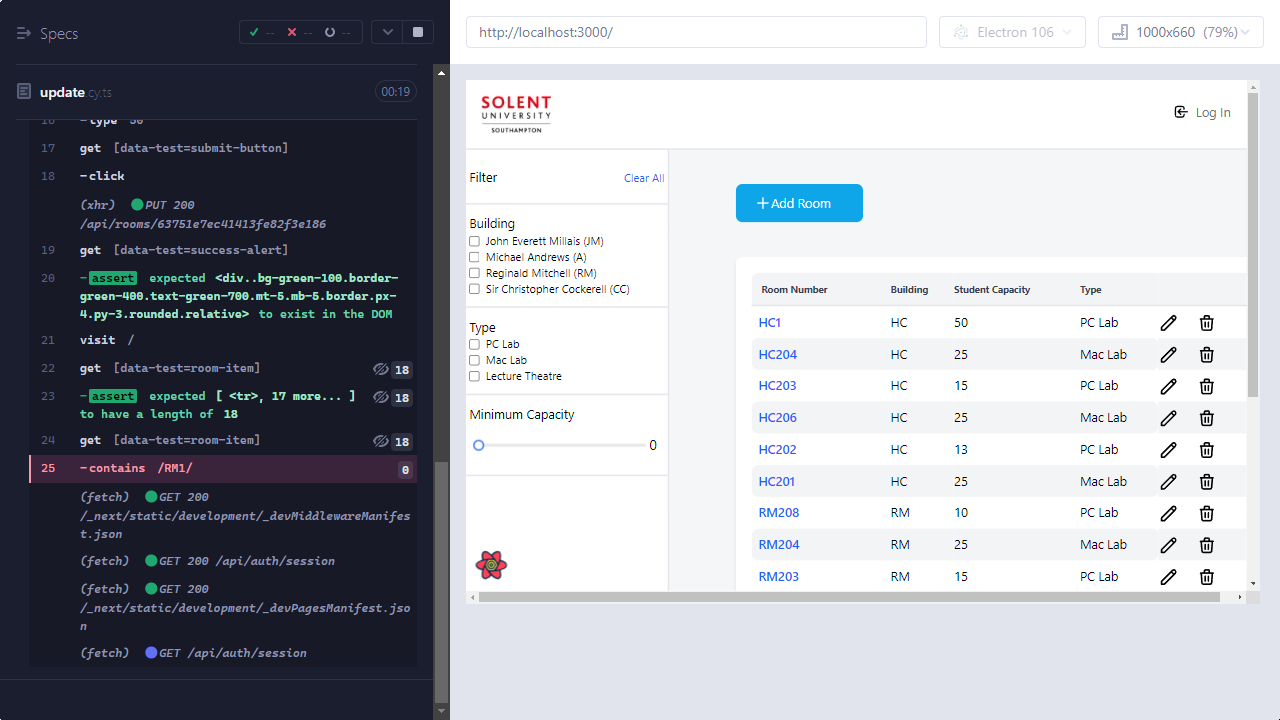 Specs
--
--
--
update.cy.ts
00:19
16 -type 50
17 get [data-test=submit-button]
18 -click
(xhr) PUT 200
/api/rooms/63751e7ec41413fe82f3e186
19 get [data-test=success-alert]
20 -assert expected <div..bg-green-100.border-
green-400.text-green-700.mt-5.mb-5.border.px-
4.py-3.rounded.relative> to exist in the DOM
21 visit /
22 get [data-test=room-item] 18
23 -assert expected [ <tr>, 17 more... ] 18
to have a length of 18
24 get [data-test=room-item] 18
25 -contains /RM1/ 0
(fetch) GET 200
/_next/static/development/_devMiddlewareManifes
t.json
(fetch) GET 200 /api/auth/session
(fetch) GET 200
/_next/static/development/_devPagesManifest.jso
n
(fetch) GET /api/auth/session
http://localhost:3000/
Electron 106
1000x660 (79%)
SOLENT
UNIVERSITY
SOUTHAMPTON
Log In
Filter
Clear All
Building
John Everett Millais (JM)
Michael Andrews (A)
Reginald Mitchell (RM)
Sir Christopher Cockerell (CC)
Type
PC Lab
Mac Lab
Lecture Theatre
Minimum Capacity
0
Add Room
Room Number Building Student Capacity Type
HC1 HC 50 PC Lab
HC204 HC 25 Mac Lab
HC203 HC 15 PC Lab
HC206 HC 25 Mac Lab
HC202 HC 13 PC Lab
HC201 HC 25 Mac Lab
RM208 RM 10 PC Lab
RM204 RM 25 Mac Lab
RM203 RM 15 PC Lab